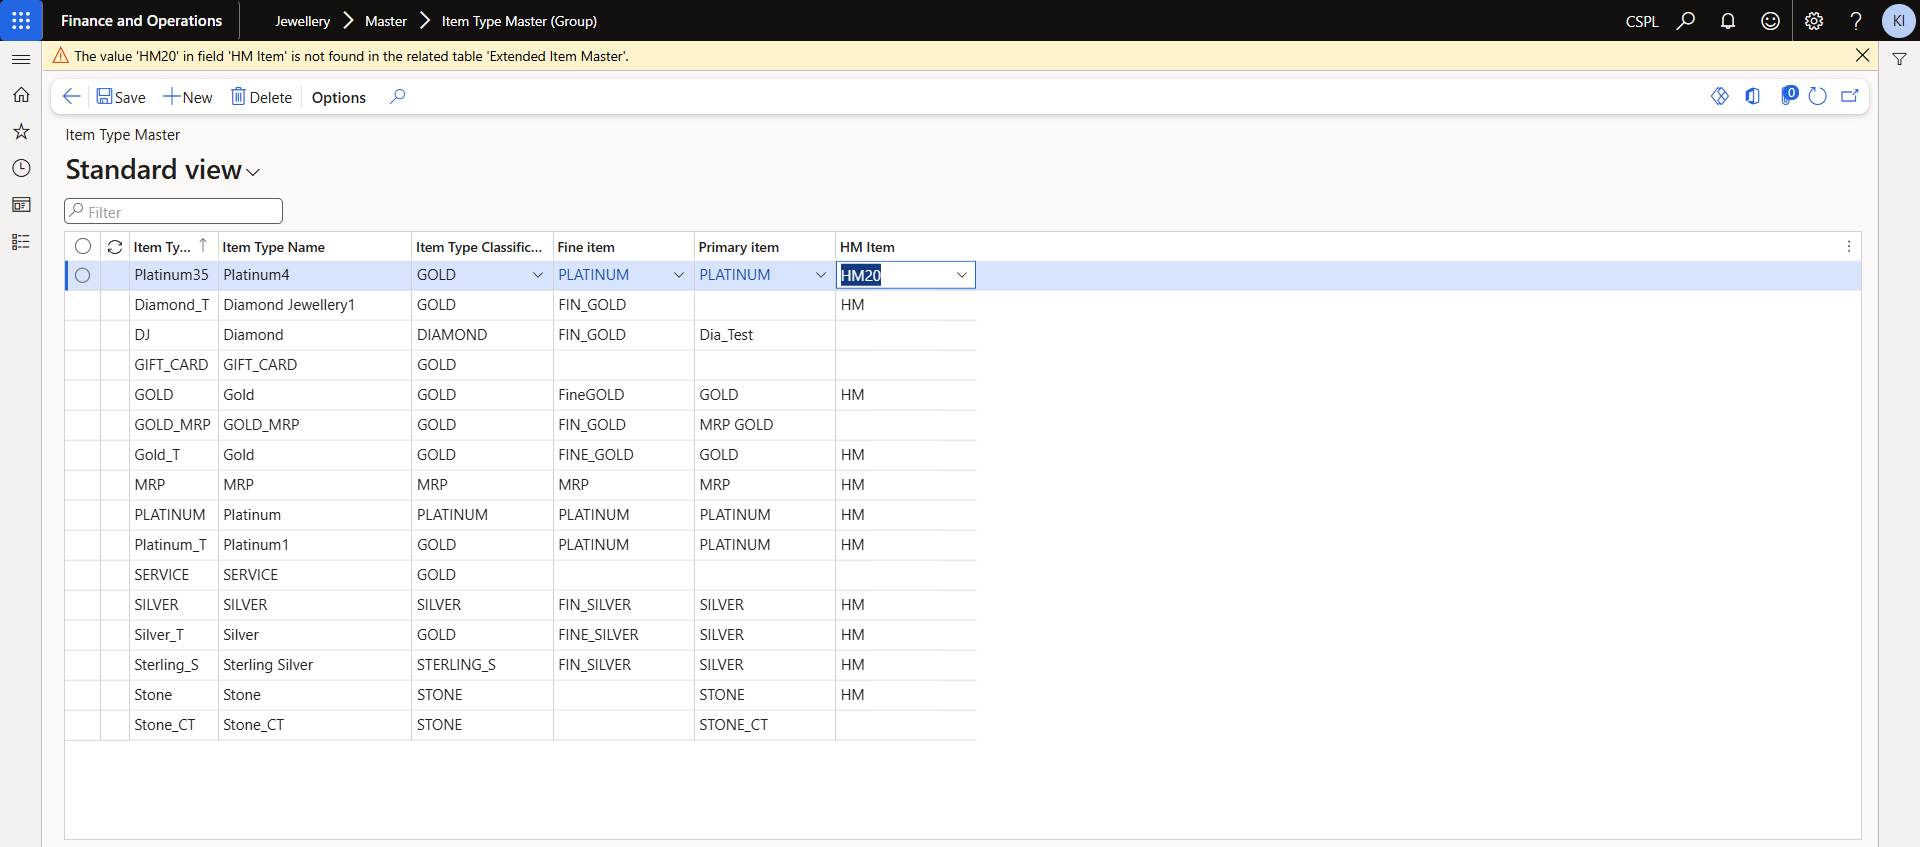 Finance and Operations Jewellery Master Item Type Master (Group) CSPL KI
The value 'HM20' in field 'HM Item' is not found in the related table 'Extended Item Master'.
Save New Delete Options 0
Item Type Master
Standard view
Filter
Item Ty... Item Type Name Item Type Classific... Fine item Primary item HM Item
Platinum35 Platinum4 GOLD PLATINUM PLATINUM HM20
Diamond_T Diamond Jewellery1 GOLD FIN_GOLD HM
DJ Diamond DIAMOND FIN_GOLD Dia_Test
GIFT_CARD GIFT_CARD GOLD
GOLD Gold GOLD FineGOLD GOLD HM
GOLD_MRP GOLD_MRP GOLD FIN_GOLD MRP GOLD
Gold_T Gold GOLD FINE_GOLD GOLD HM
MRP MRP MRP MRP MRP HM
PLATINUM Platinum PLATINUM PLATINUM PLATINUM HM
Platinum_T Platinum1 GOLD PLATINUM PLATINUM HM
SERVICE SERVICE GOLD
SILVER SILVER SILVER FIN_SILVER SILVER HM
Silver_T Silver GOLD FINE_SILVER SILVER HM
Sterling_S Sterling Silver STERLING_S FIN_SILVER SILVER HM
Stone Stone STONE STONE HM
Stone_CT Stone_CT STONE STONE_CT